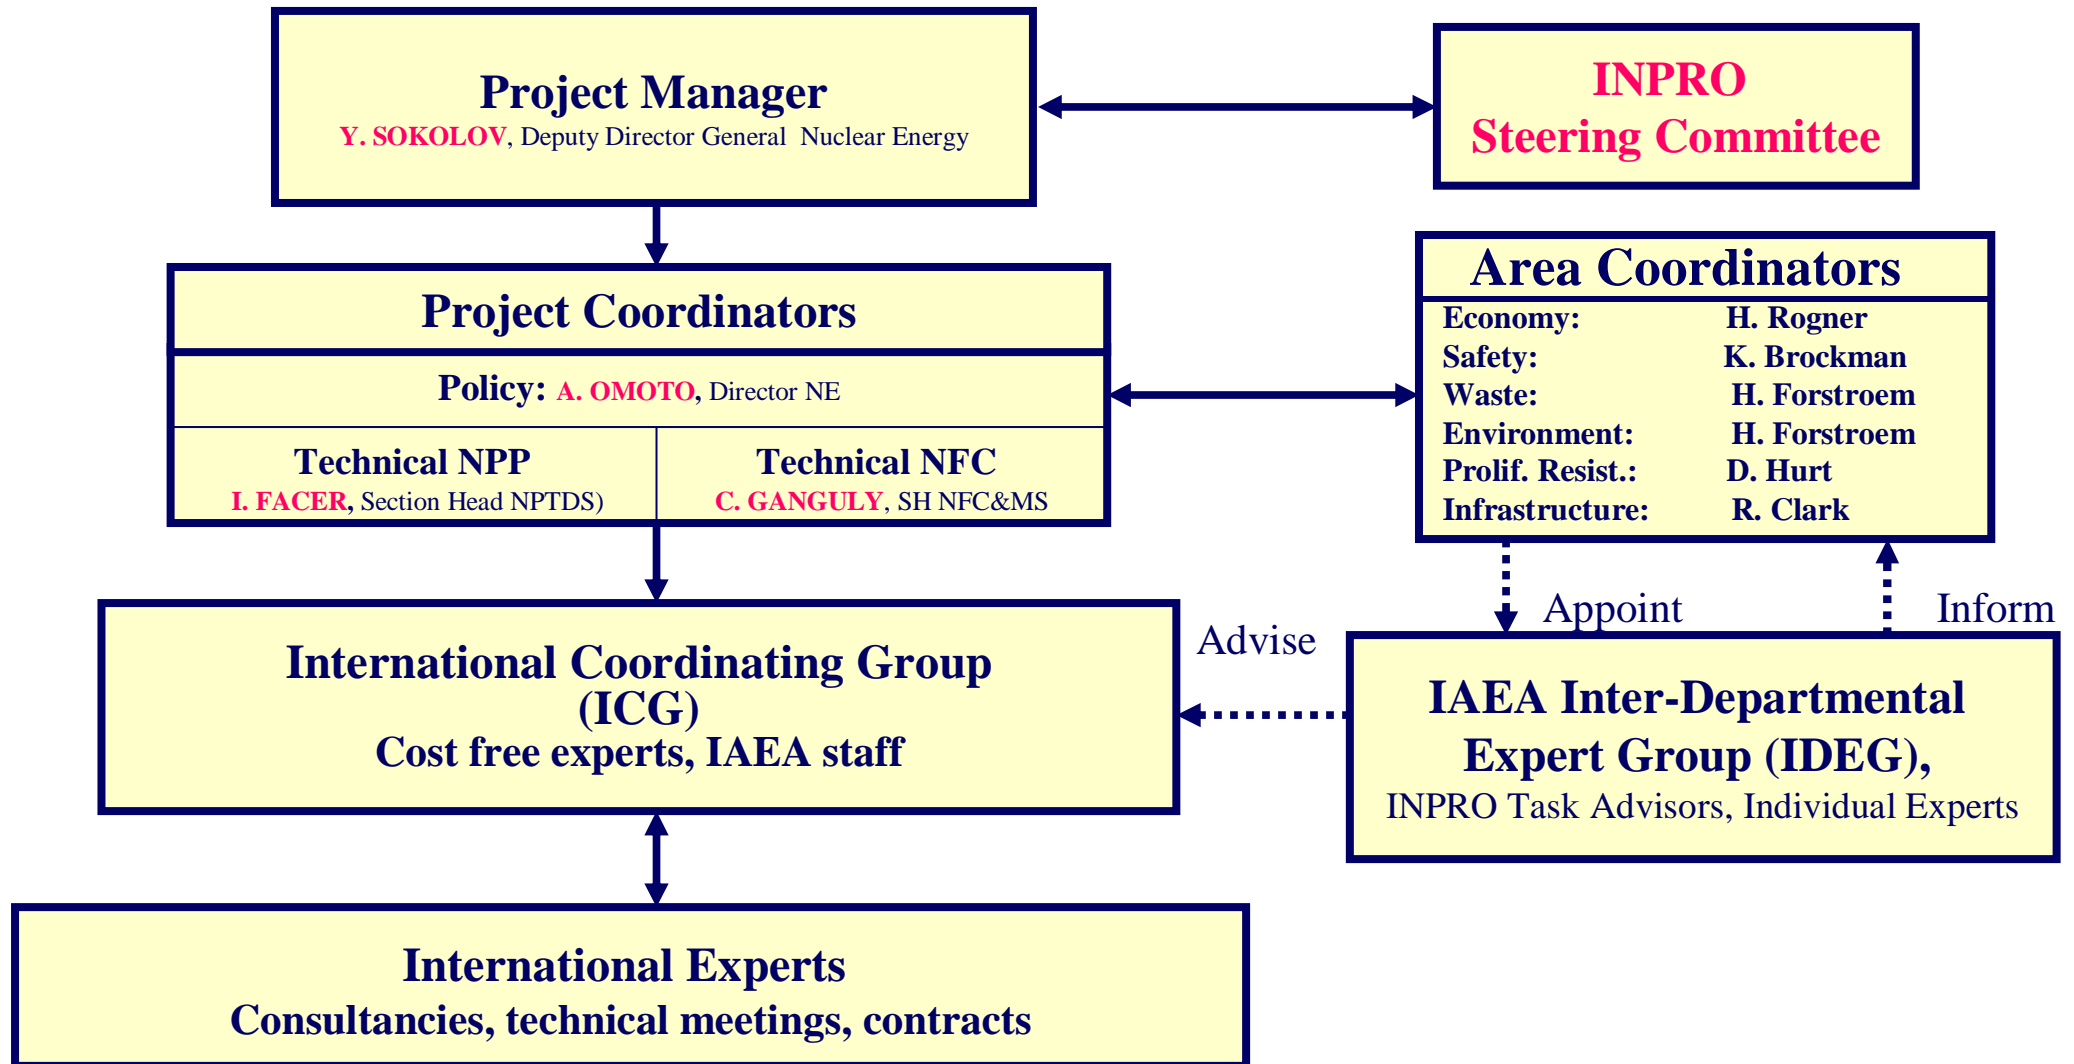 Project Manager
Y. SOKOLOV, Deputy Director General Nuclear Energy
INPRO
Steering Committee
Project Coordinators
Policy: A. OMOTO, Director NE
Technical NPP
I. FACER, Section Head NPTDS)
Technical NFC
C. GANGULY, SH NFC&MS
Area Coordinators
Economy: H. Rogner
Safety: K. Brockman
Waste: H. Forstroem
Environment: H. Forstroem
Prolif. Resist.: D. Hurt
Infrastructure: R. Clark
Appoint
Inform
Advise
International Coordinating Group
(ICG)
Cost free experts, IAEA staff
IAEA Inter-Departmental
Expert Group (IDEG),
INPRO Task Advisors, Individual Experts
International Experts
Consultancies, technical meetings, contracts